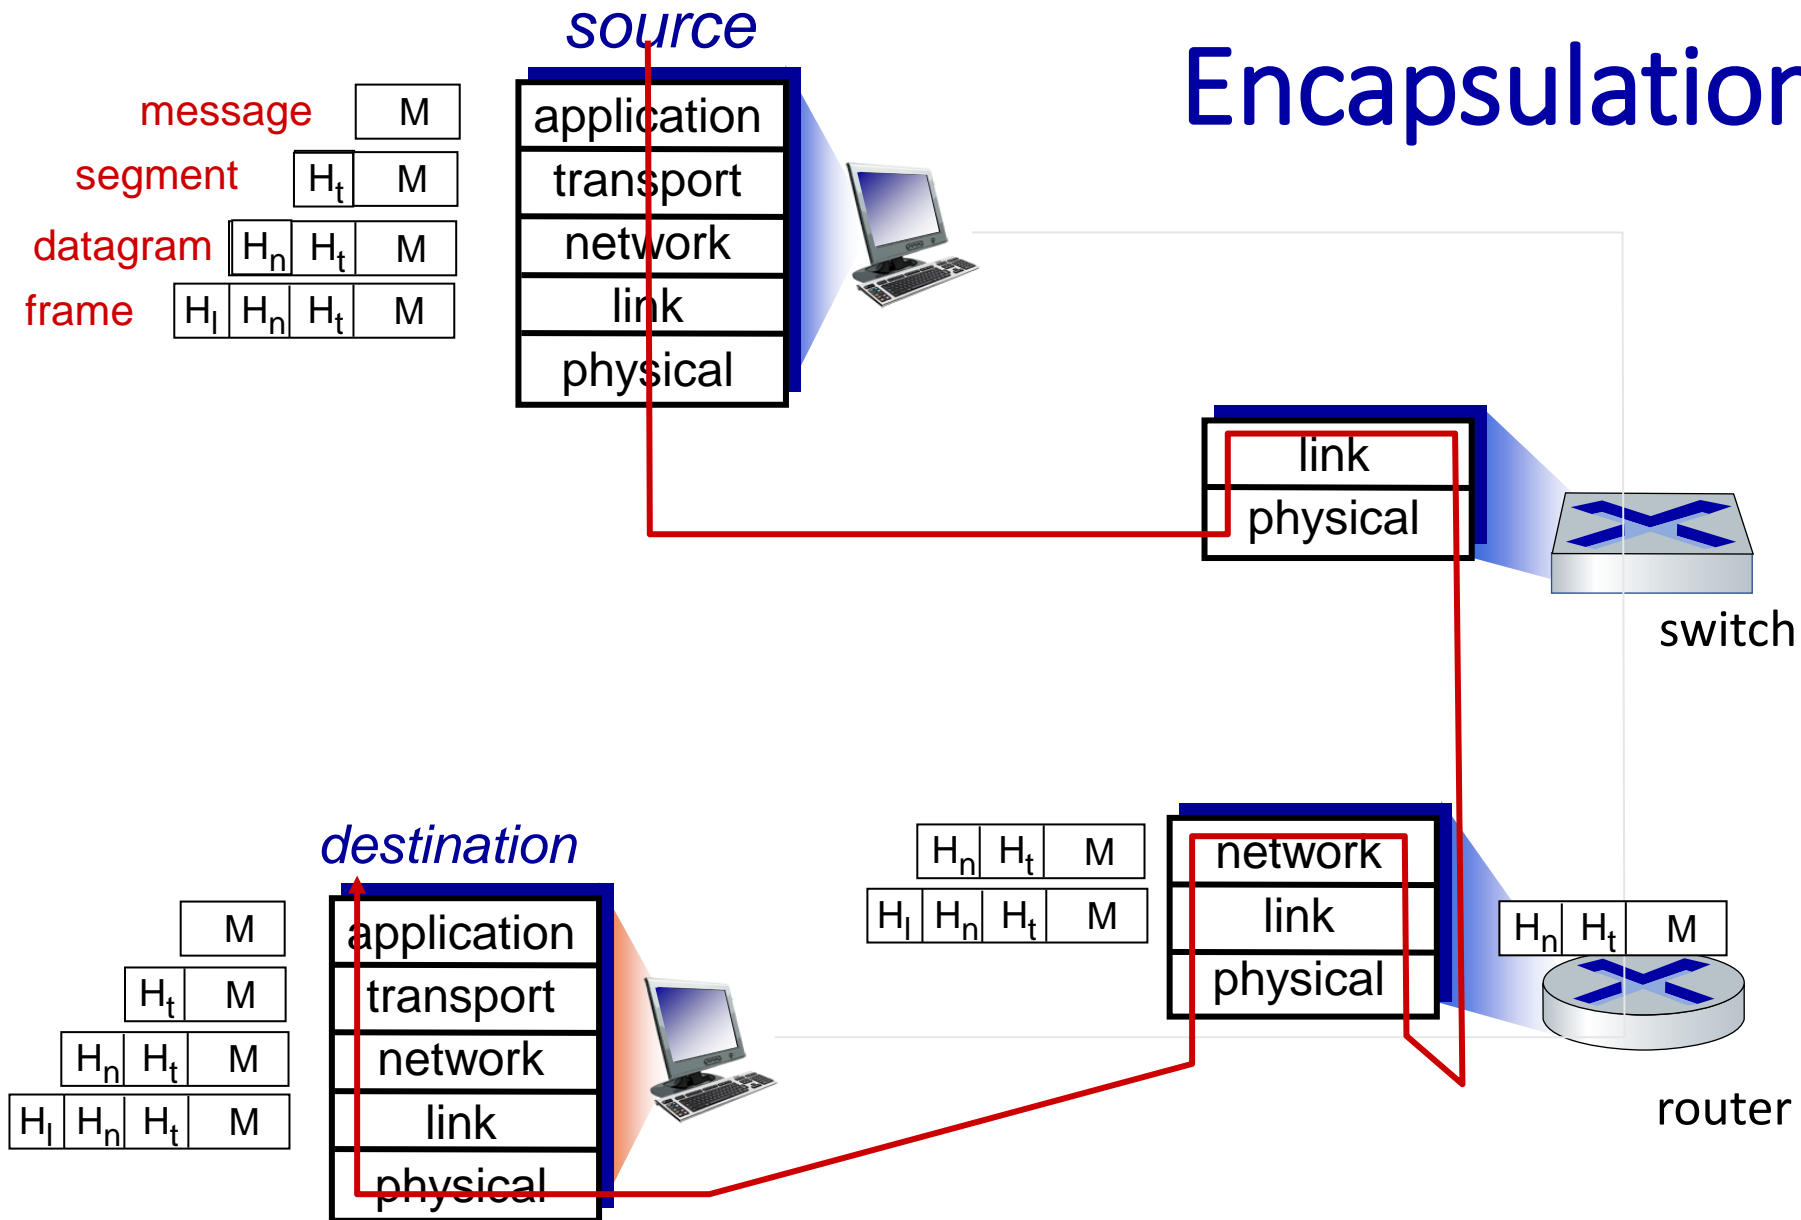 source
Encapsulation
message M application
segment Ht M transport
datagram Hn Ht M network
frame Hl Hn Ht M link
physical
link
physical
switch
destination
Hn Ht M network
Hl Hn Ht M link
Hn Ht M
physical
router
M application
Ht M transport
Hn Ht M network
Hl Hn Ht M link
physical